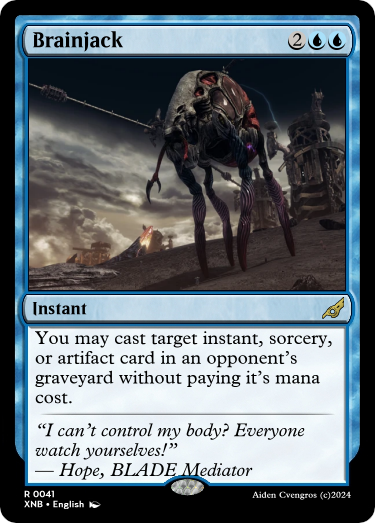 Brainjack 2
Instant
You may cast target instant, sorcery,
or artifact card in an opponent's
graveyard without paying it's mana
cost.
“I can't control my body? Everyone
watch yourselves!”
— Hope, BLADE Mediator
R 0041
XNB • English Aiden Cvengros (c)2024